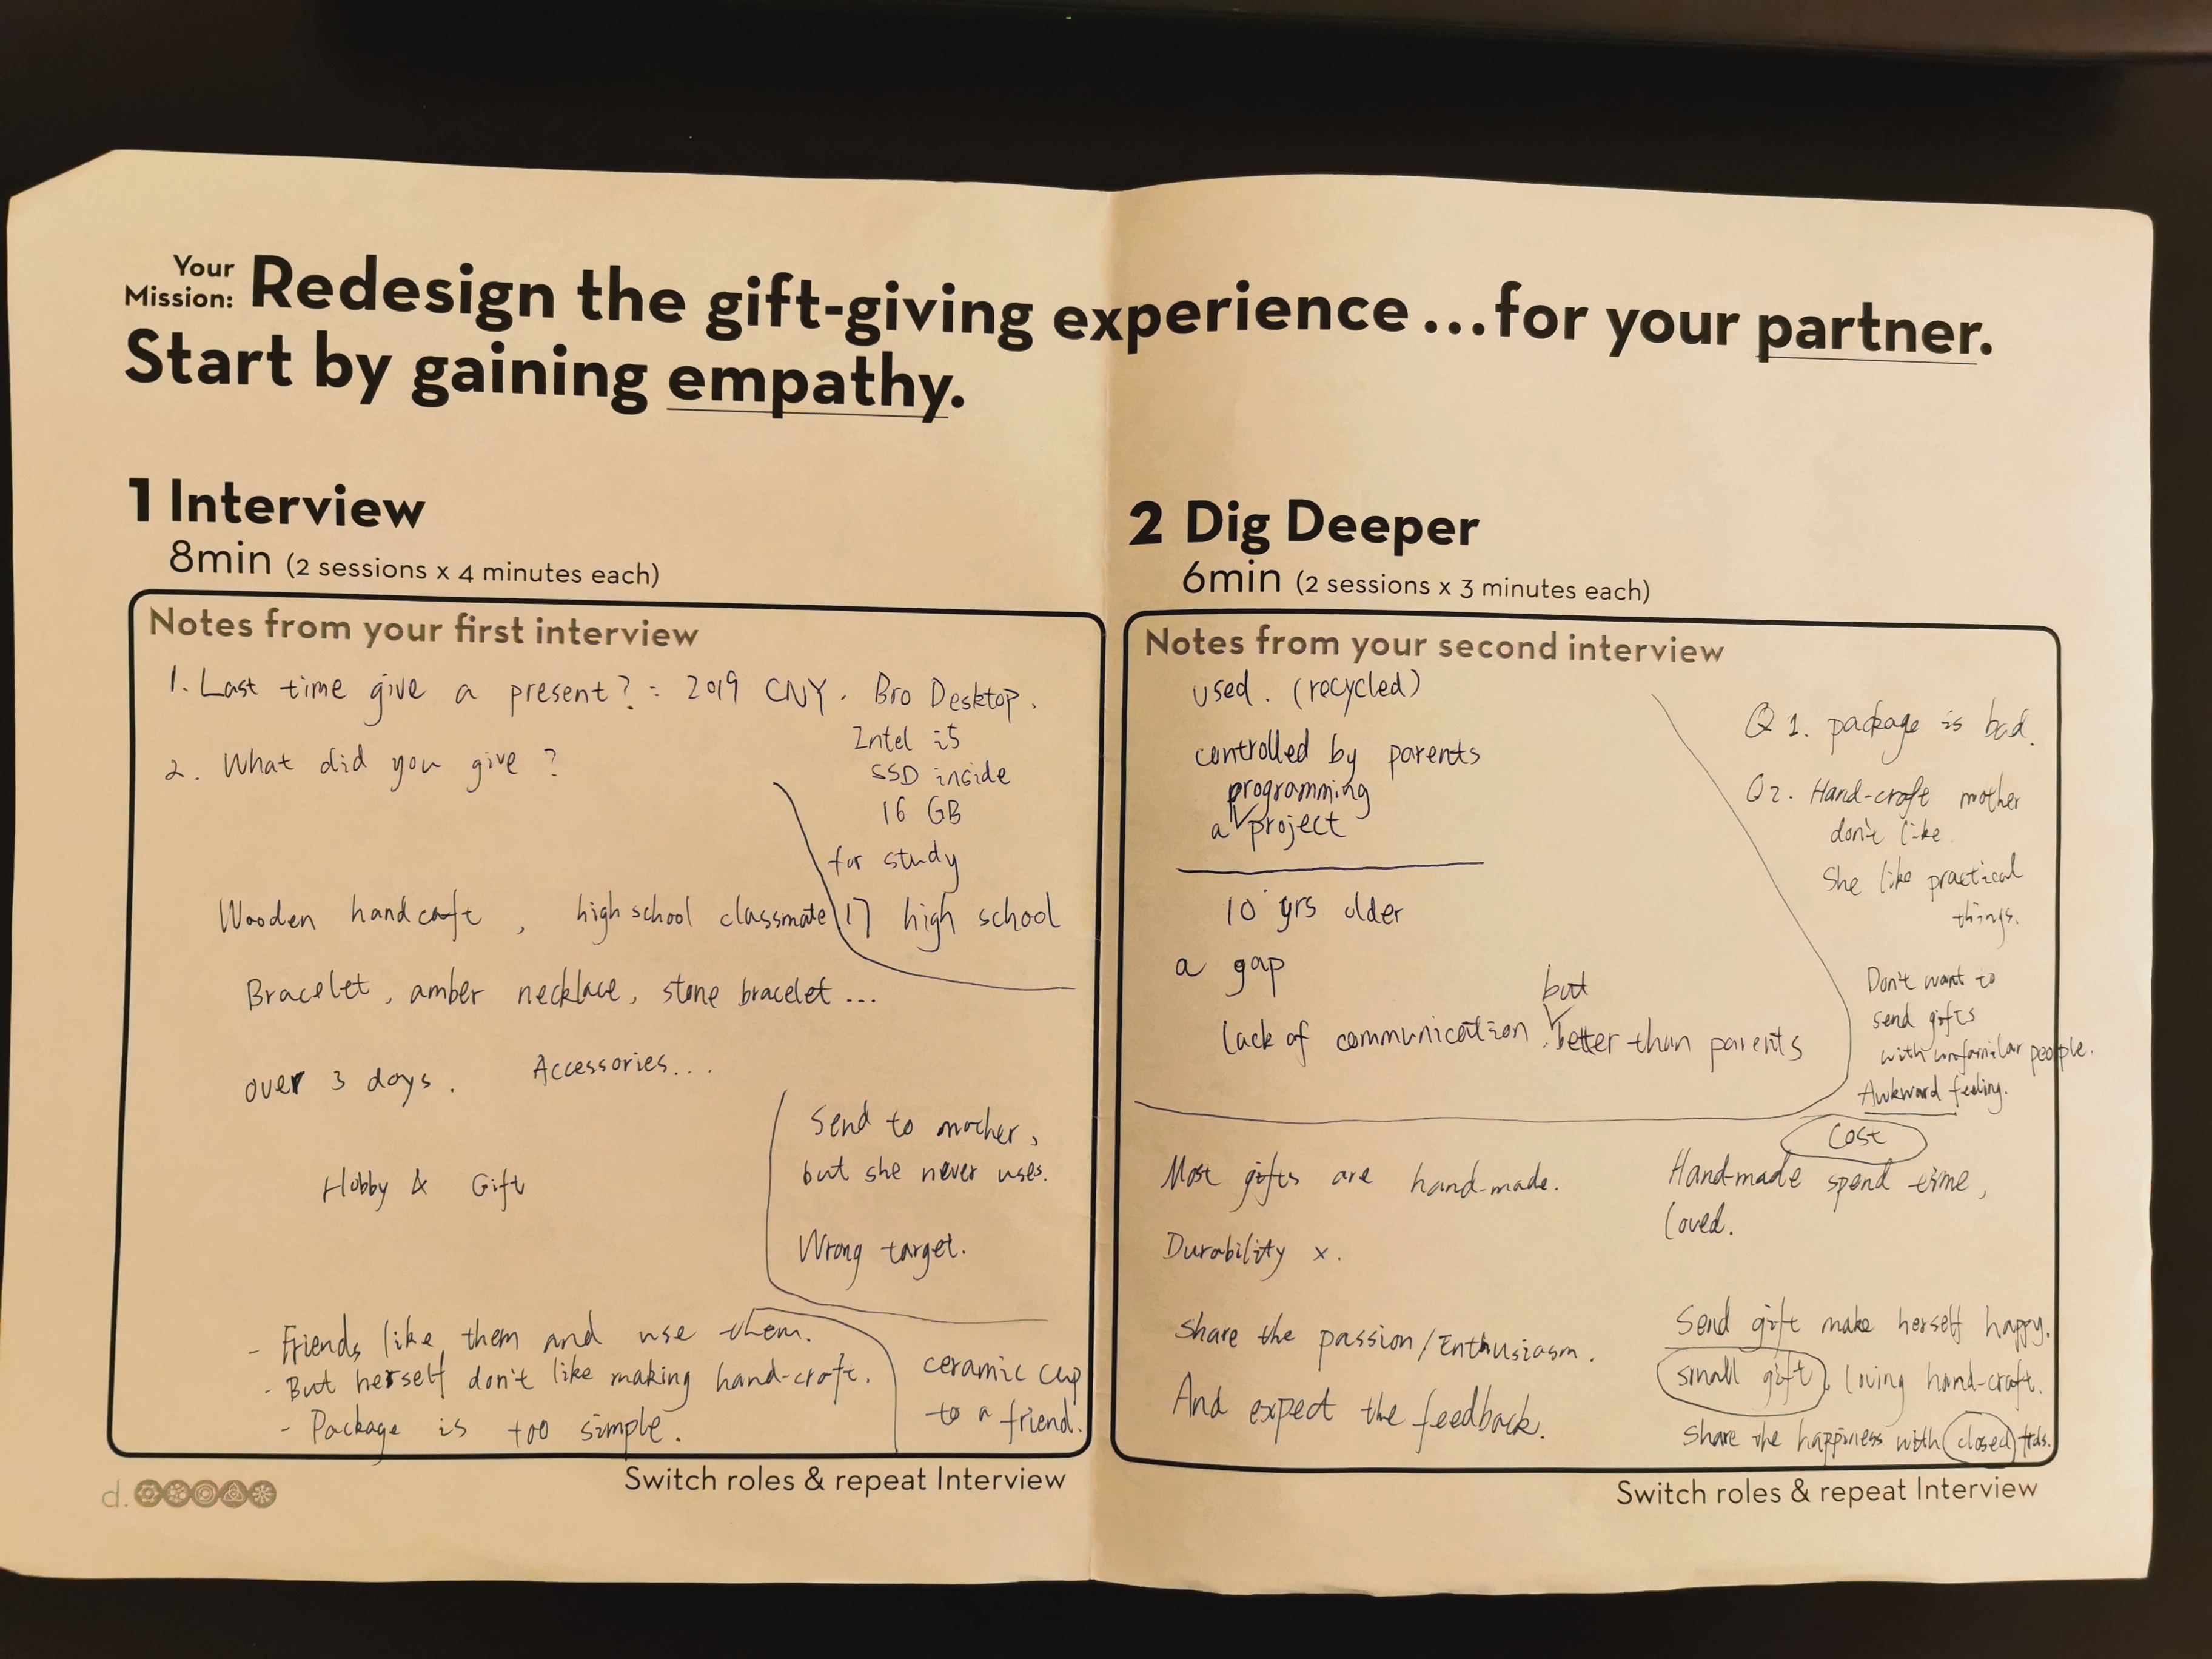 Your Mission: Redesign the gift-giving experience...for your partner.
Start by gaining empathy.
1 Interview
8min (2 sessions x 4 minutes each)
Notes from your first interview
1. Last time give a present? : 2019 CNY. Bro Desktop.
Intel i5
SSD inside
16 GB
for study
17 high school
2. What did you give ?
Wooden handcaft , high school classmate
Bracelet, amber necklace, stone bracelet ...
over 3 days. Accessories...
Hobby & Gift
Send to mother,
but she never uses.
Wrong target.
- Friends like them and use them.
- But herself don't like making hand-craft.
- Package is too simple.
ceramic cup
to a friend.
Switch roles & repeat Interview
d.
2 Dig Deeper
6min (2 sessions x 3 minutes each)
Notes from your second interview
used. (recycled)
controlled by parents
programming
a project
10 yrs older
a gap
but
lack of communication. better than parents
Q 1. package is bad.
Q2. Hand-craft mother
don't like
She like practical
things.
Don't want to
send gifts
with unfamilar people.
Awkward feeling.
Most gifts are hand-made.
Durability x.
share the passion/Enthusiasm.
And expect the feedback.
Cost
Hand-made spend time,
loved.
Send gift make herself happy.
small gift, loving hand-craft.
share the happiness with closed frds.
Switch roles & repeat Interview